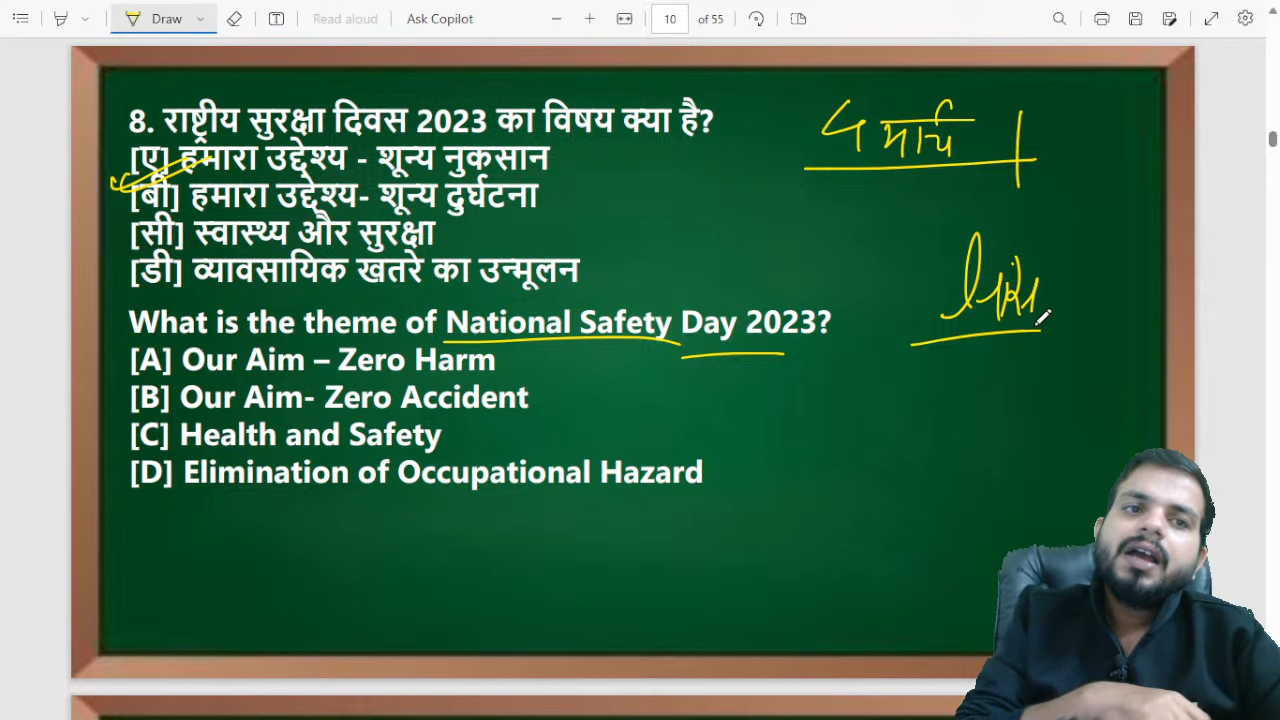 Draw
Read aloud
Ask Copilot
10 of 55
8. राष्ट्रीय सुरक्षा दिवस 2023 का विषय क्या है?
[ए] हमारा उद्देश्य - शून्य नुकसान
[बी] हमारा उद्देश्य- शून्य दुर्घटना
[सी] स्वास्थ्य और सुरक्षा
[डी] व्यावसायिक खतरे का उन्मूलन
What is the theme of National Safety Day 2023?
[A] Our Aim – Zero Harm
[B] Our Aim- Zero Accident
[C] Health and Safety
[D] Elimination of Occupational Hazard